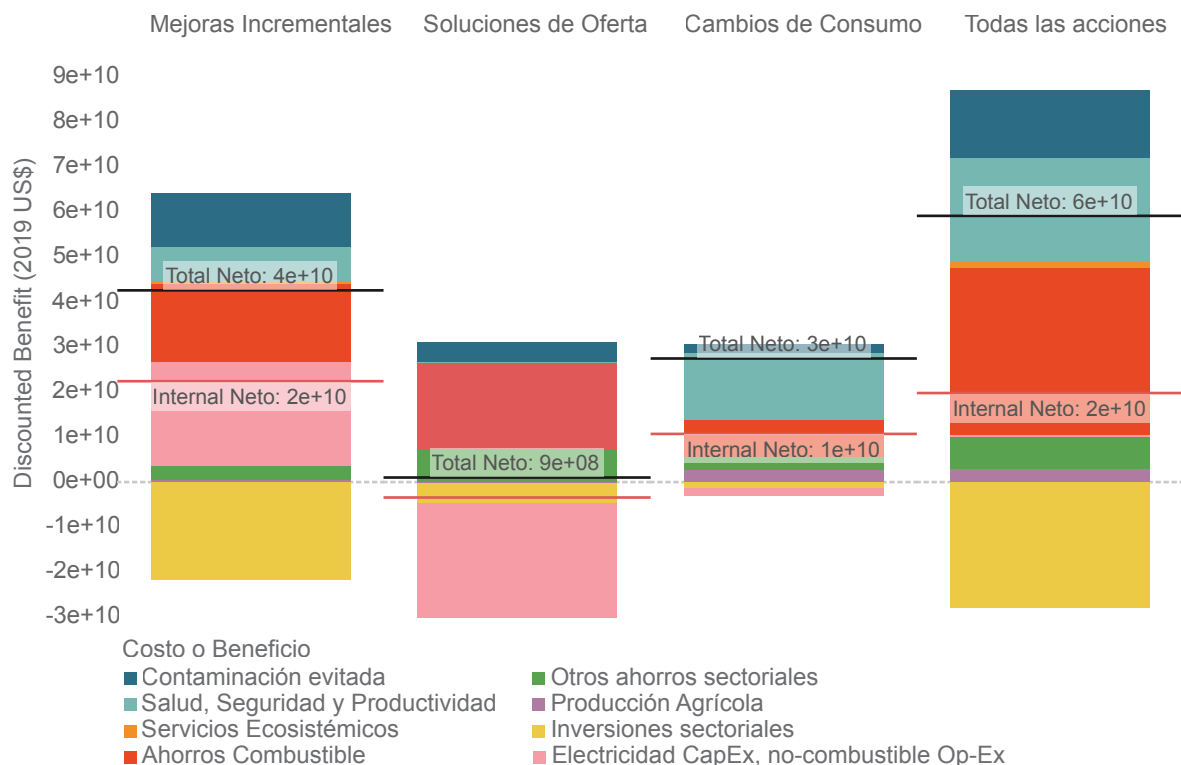 Mejoras Incrementales
Soluciones de Oferta
Cambios de Consumo
Todas las acciones
Discounted Benefit (2019 US$)
9e+10
8e+10
7e+10
6e+10
5e+10
4e+10
3e+10
2e+10
1e+10
0e+00
-1e+10
-2e+10
-3e+10
Total Neto: 4e+10
Internal Neto: 2e+10
Total Neto: 9e+08
Total Neto: 3e+10
Internal Neto: 1e+10
Total Neto: 6e+10
Internal Neto: 2e+10
Costo o Beneficio
Contaminación evitada
Salud, Seguridad y Productividad
Servicios Ecosistémicos
Ahorros Combustible
Otros ahorros sectoriales
Producción Agrícola
Inversiones sectoriales
Electricidad CapEx, no-combustible Op-Ex